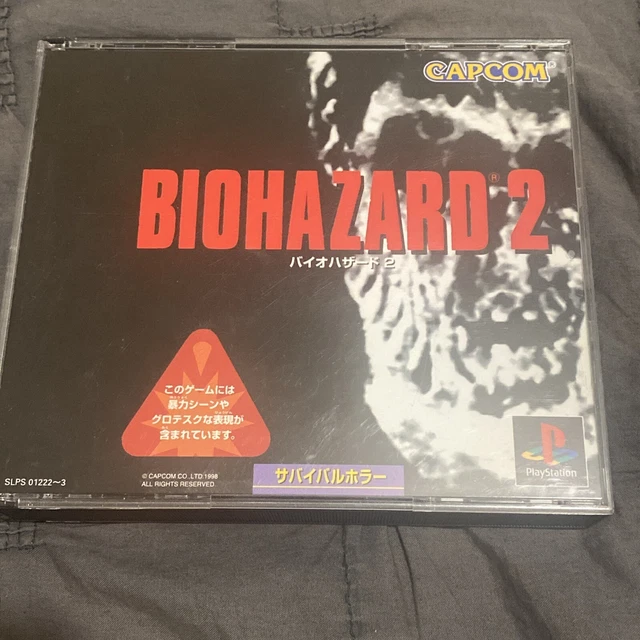 CAPCOM
BIOHAZARD® 2
バイオハザード 2
このゲームには
暴力シーンや
グロテスクな表現が
含まれています。
SLPS 01222〜3
© CAPCOM CO., LTD. 1998
ALL RIGHTS RESERVED.
サバイバルホラー
PlayStation